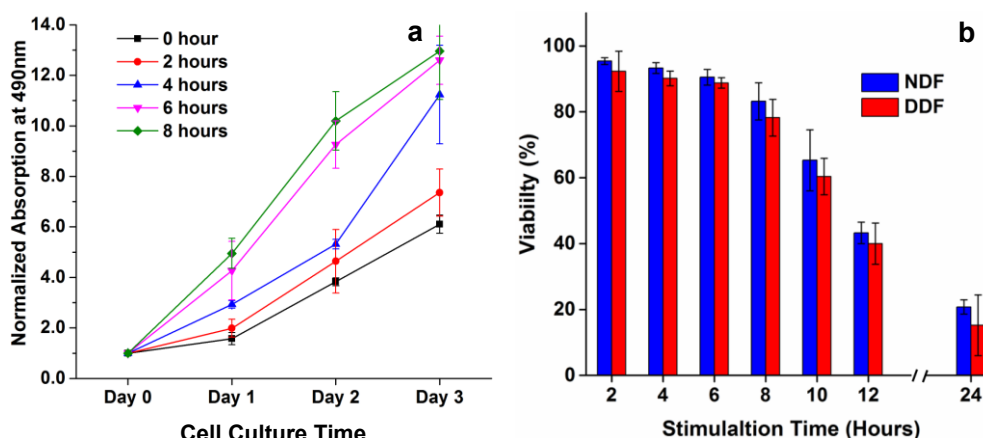 a
0 hour
2 hours
4 hours
6 hours
8 hours
Normalized Absorption at 490nm
14.0
12.0
10.0
8.0
6.0
4.0
2.0
0.0
Day 0 Day 1 Day 2 Day 3
Cell Culture Time
b
NDF
DDF
Viabiilty (%)
100
80
60
40
20
0
2 4 6 8 10 12 24
Stimulaltion Time (Hours)